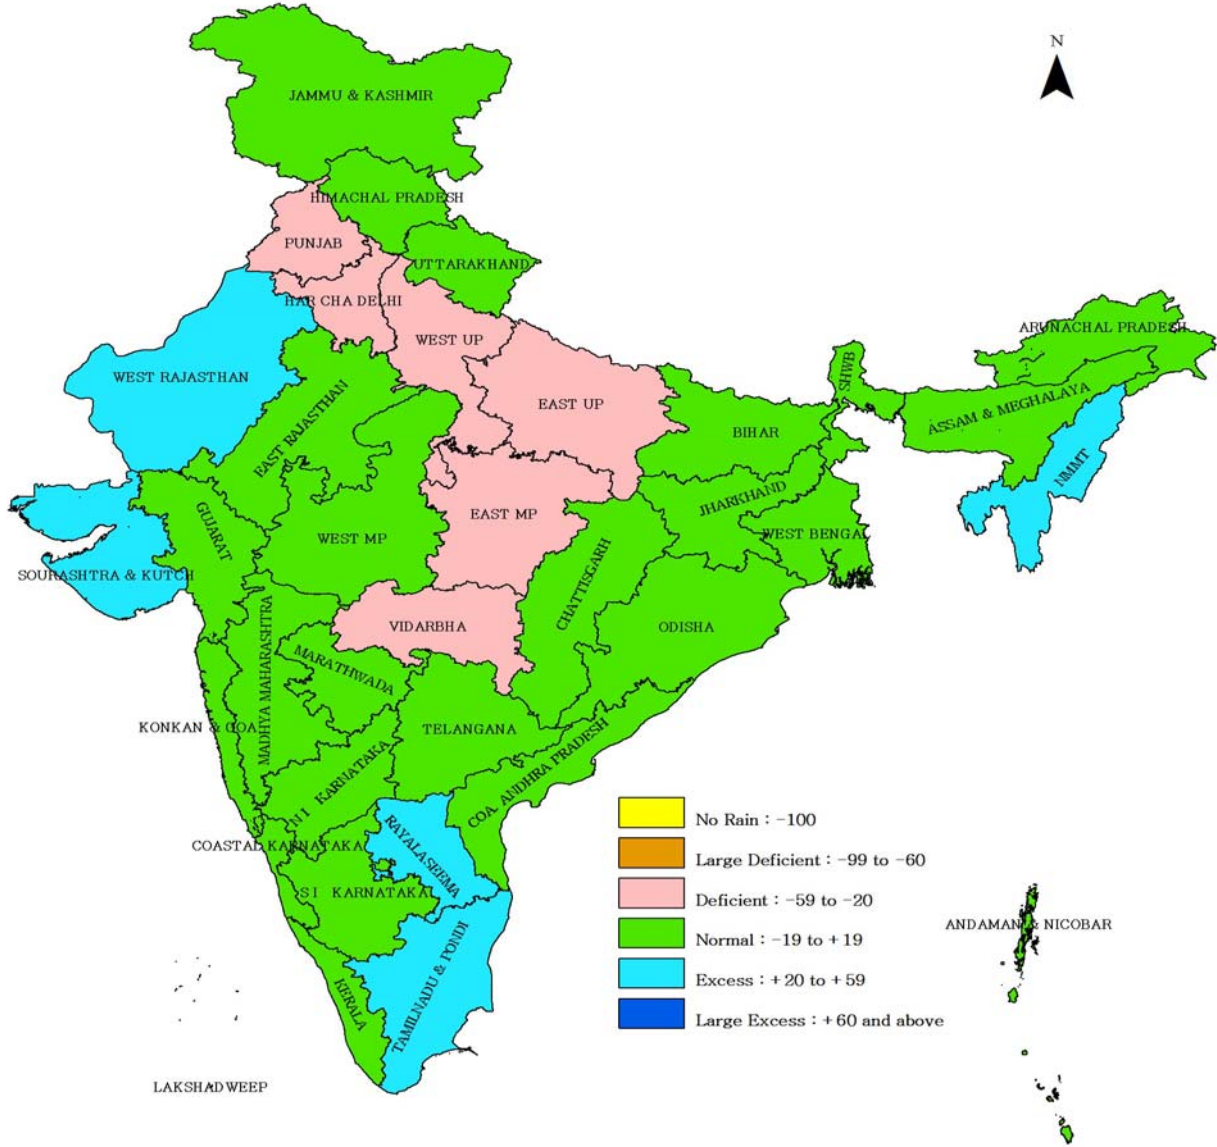 N
JAMMU & KASHMIR
HIMACHAL PRADESH
PUNJAB
UTTARAKHAND
HAR CHA DELHI
ARUNACHAL PRADESH
WEST UP
SHWB
WEST RAJASTHAN
EAST UP
ASSAM & MEGHALAYA
EAST RAJASTHAN
BIHAR
NMMT
JHARKHAND
EAST MP
GUJARAT
WEST MP
WEST BENGAL
SOURASHTRA & KUTCH
CHATTISGARH
VIDARBHA
ODISHA
MADHYA MAHARASHTRA
MARATHWADA
KONKAN & GOA
TELANGANA
COA. ANDHRA PRADESH
N I KARNATAKA
COASTAL KARNATAKA
RAYALASEEMA
S I KARNATAKA
No Rain : -100
Large Deficient : -99 to -60
Deficient : -59 to -20
Normal : -19 to +19
Excess : +20 to +59
Large Excess : +60 and above
ANDAMAN & NICOBAR
KERALA
TAMILNADU & PONDI
LAKSHADWEEP